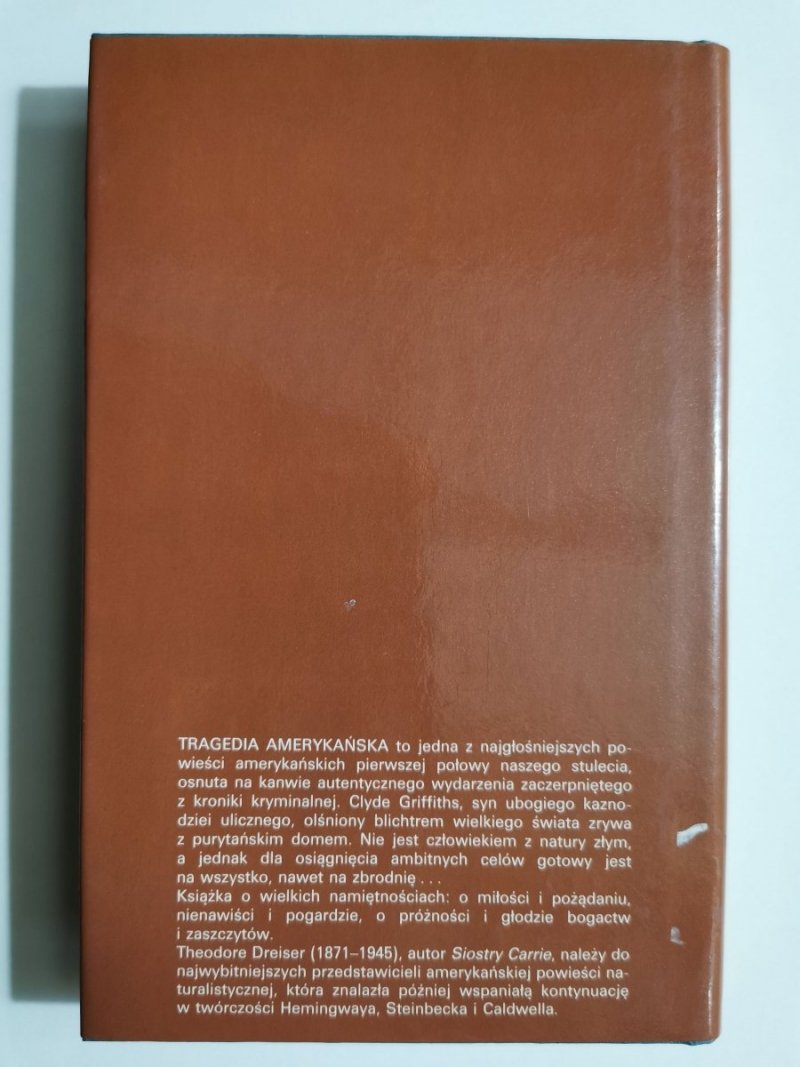 TRAGEDIA AMERYKAŃSKA to jedna z najgłośniejszych po-
wieści amerykańskich pierwszej połowy naszego stulecia,
osnuta na kanwie autentycznego wydarzenia zaczerpniętego
z kroniki kryminalnej. Clyde Griffiths, syn ubogiego kazno-
dziei ulicznego, olśniony blichtrem wielkiego świata zrywa
z purytańskim domem. Nie jest człowiekiem z natury złym,
a jednak dla osiągnięcia ambitnych celów gotowy jest
na wszystko, nawet na zbrodnię . . .
Książka o wielkich namiętnościach: o miłości i pożądaniu,
nienawiści i pogardzie, o próżności i głodzie bogactw
i zaszczytów.
Theodore Dreiser (1871–1945), autor Siostry Carrie, należy do
najwybitniejszych przedstawicieli amerykańskiej powieści na-
turalistycznej, która znalazła później wspaniałą kontynuację
w twórczości Hemingwaya, Steinbecka i Caldwella.